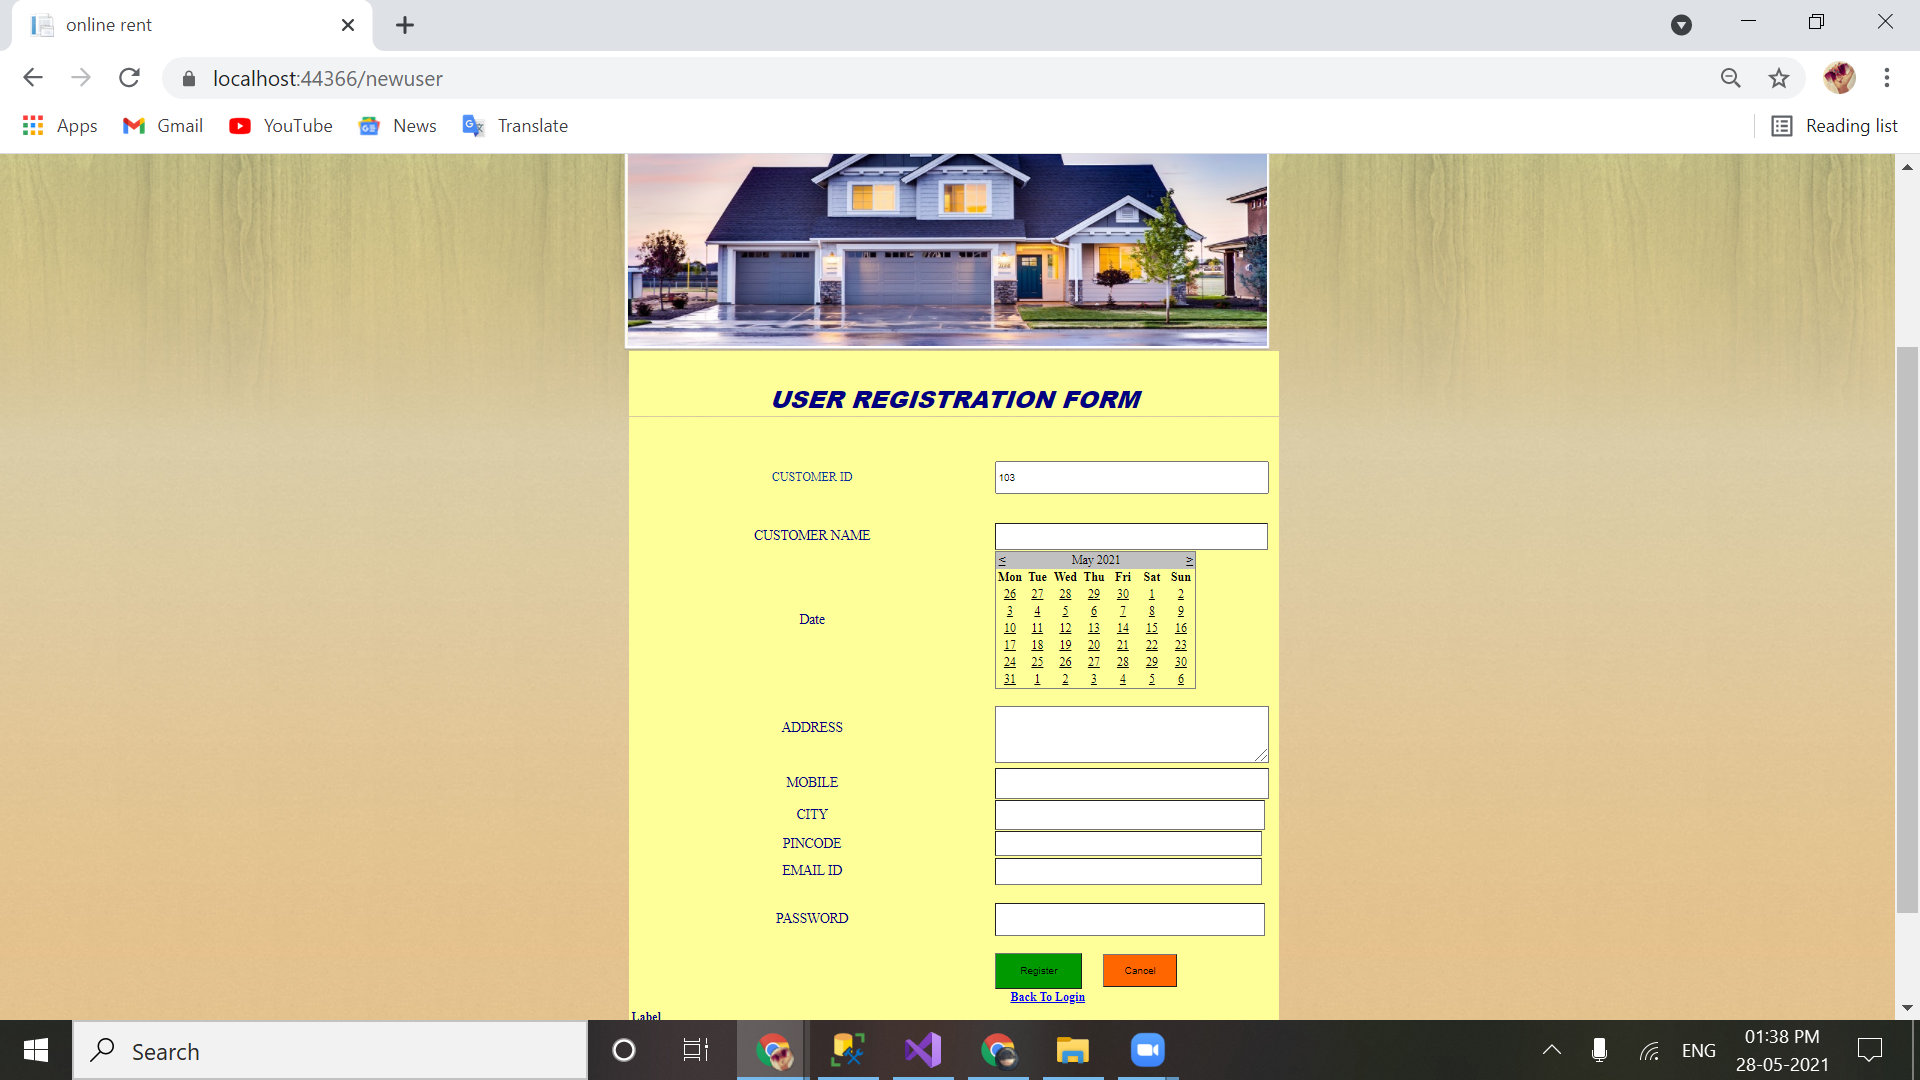 online rent
localhost:44366/newuser
Apps Gmail YouTube News Translate Reading list
USER REGISTRATION FORM
CUSTOMER ID 103
CUSTOMER NAME
< May 2021 >
Mon Tue Wed Thu Fri Sat Sun
26 27 28 29 30 1 2
3 4 5 6 7 8 9
Date
10 11 12 13 14 15 16
17 18 19 20 21 22 23
24 25 26 27 28 29 30
31 1 2 3 4 5 6
ADDRESS
MOBILE
CITY
PINCODE
EMAIL ID
PASSWORD
Register Cancel
Back To Login
Label
Search
ENG
01:38 PM
28-05-2021